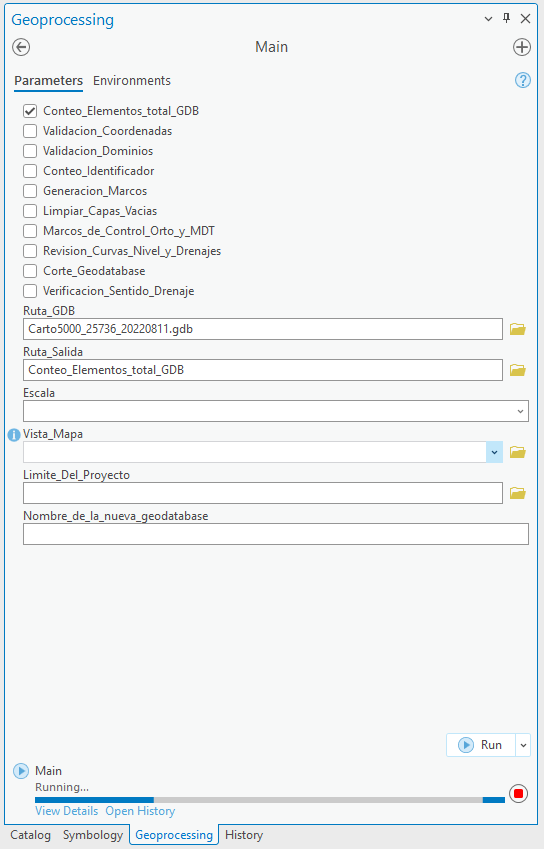 Geoprocessing
Main
Parameters Environments
Conteo_Elementos_total_GDB
Validacion_Coordenadas
Validacion_Dominios
Conteo_Identificador
Generacion_Marcos
Limpiar_Capas_Vacias
Marcos_de_Control_Orto_y_MDT
Revision_Curvas_Nivel_y_Drenajes
Corte_Geodatabase
Verificacion_Sentido_Drenaje
Ruta_GDB
Carto5000_25736_20220811.gdb
Ruta_Salida
Conteo_Elementos_total_GDB
Escala
Vista_Mapa
Limite_Del_Proyecto
Nombre_de_la_nueva_geodatabase
Run
Main
Running...
View Details Open History
Catalog Symbology Geoprocessing History